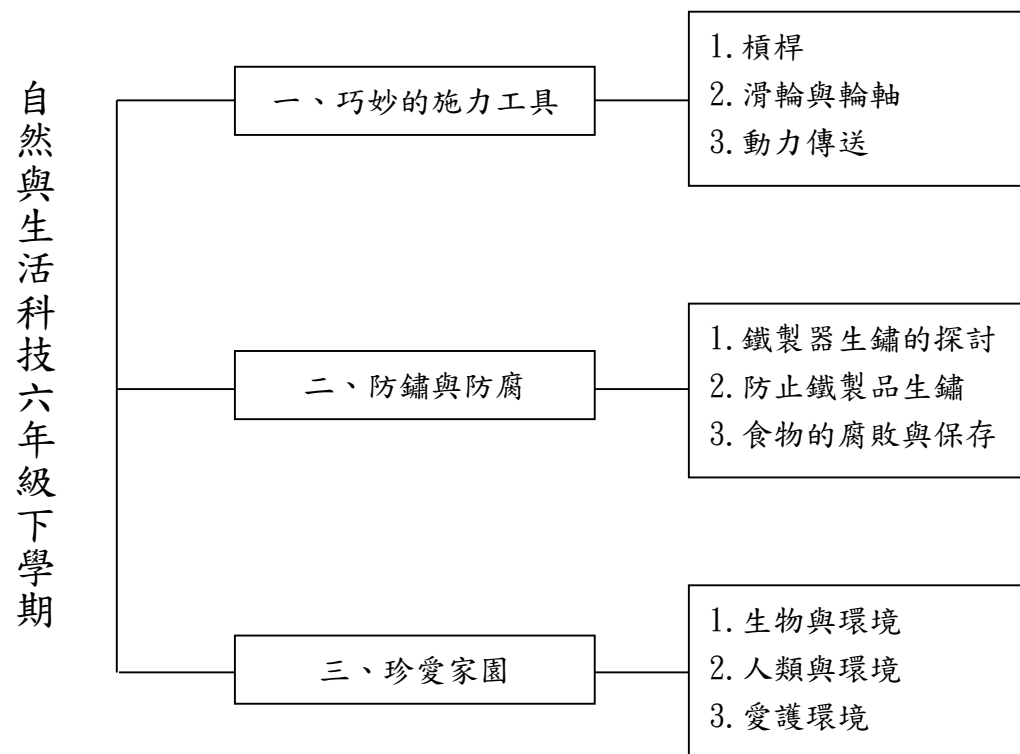 自然與生活科技六年級下學期
一、巧妙的施力工具
1.槓桿
2.滑輪與輪軸
3.動力傳送
二、防鏽與防腐
1.鐵製器生鏽的探討
2.防止鐵製品生鏽
3.食物的腐敗與保存
三、珍愛家園
1.生物與環境
2.人類與環境
3.愛護環境